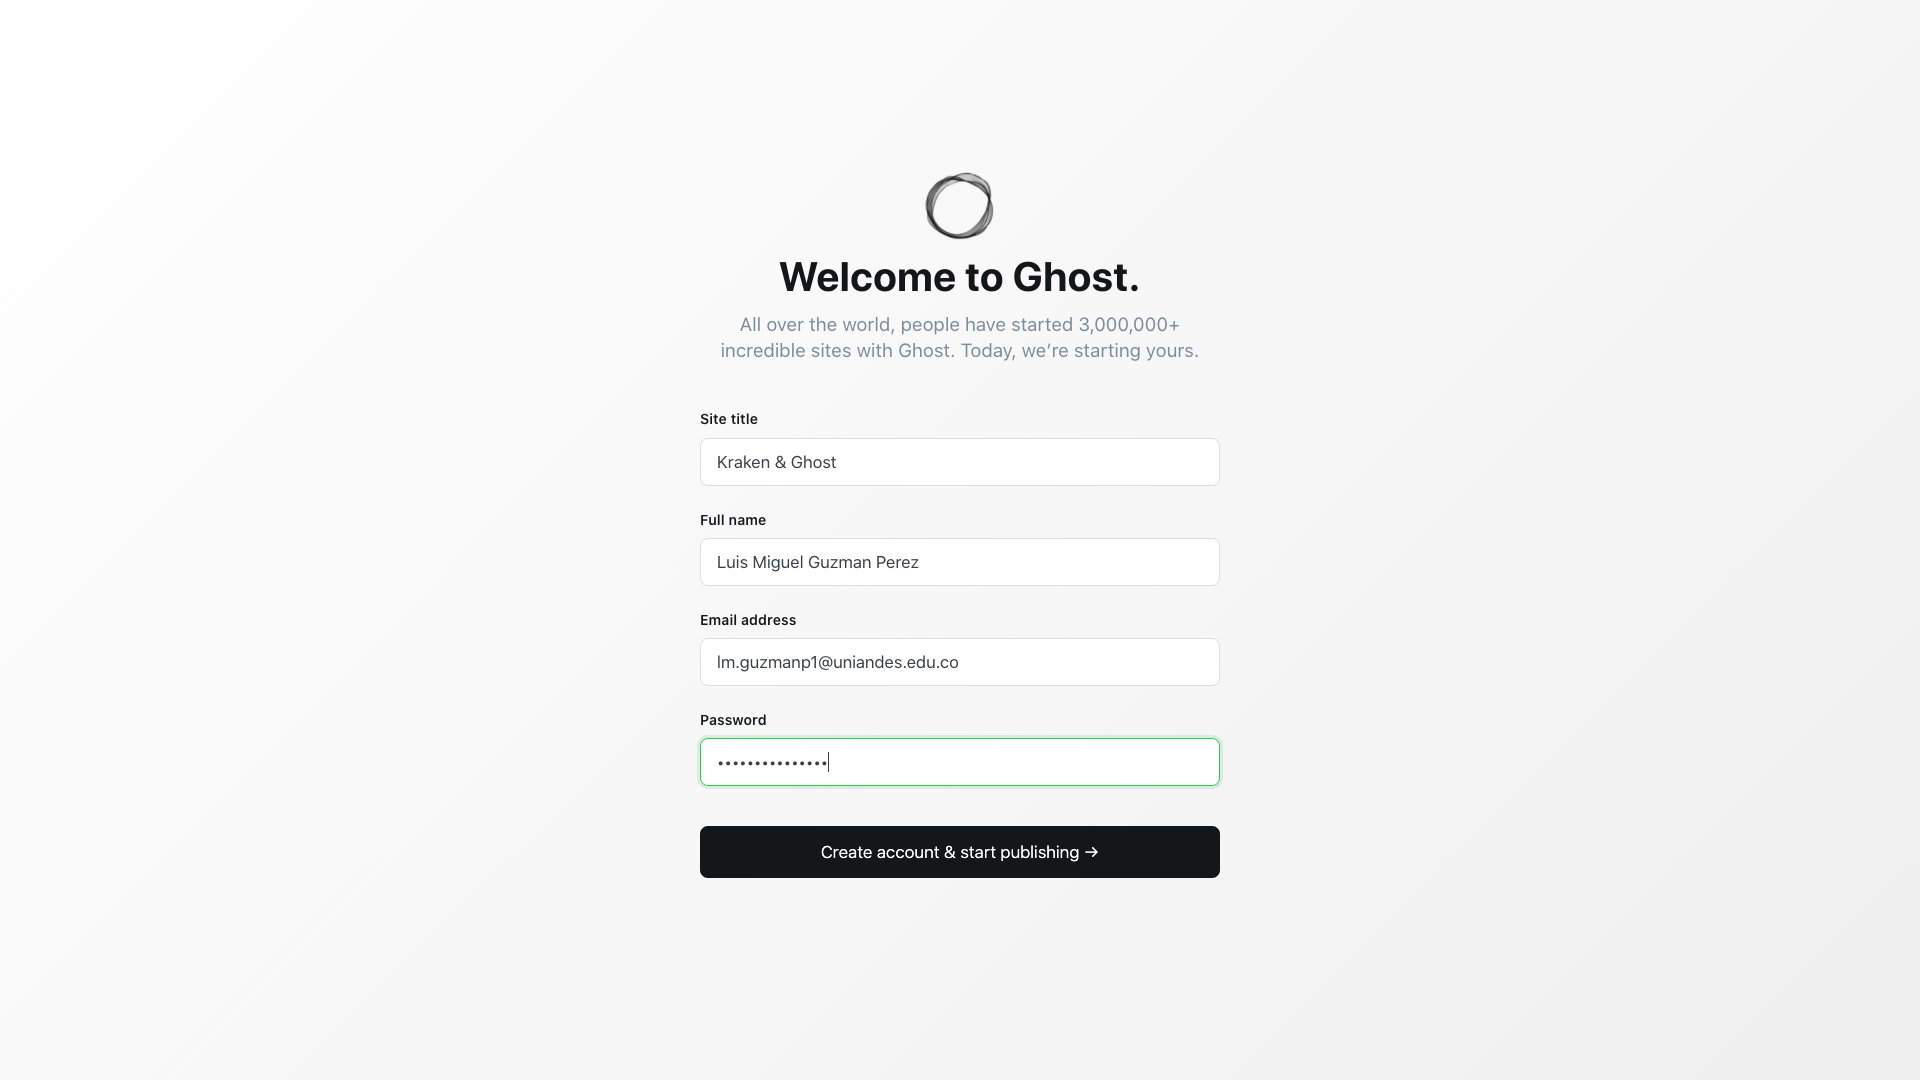 Welcome to Ghost.
All over the world, people have started 3,000,000+
incredible sites with Ghost. Today, we’re starting yours.
Site title
Kraken & Ghost
Full name
Luis Miguel Guzman Perez
Email address
lm.guzmanp1@uniandes.edu.co
Password
•••••••••••••••
Create account & start publishing →